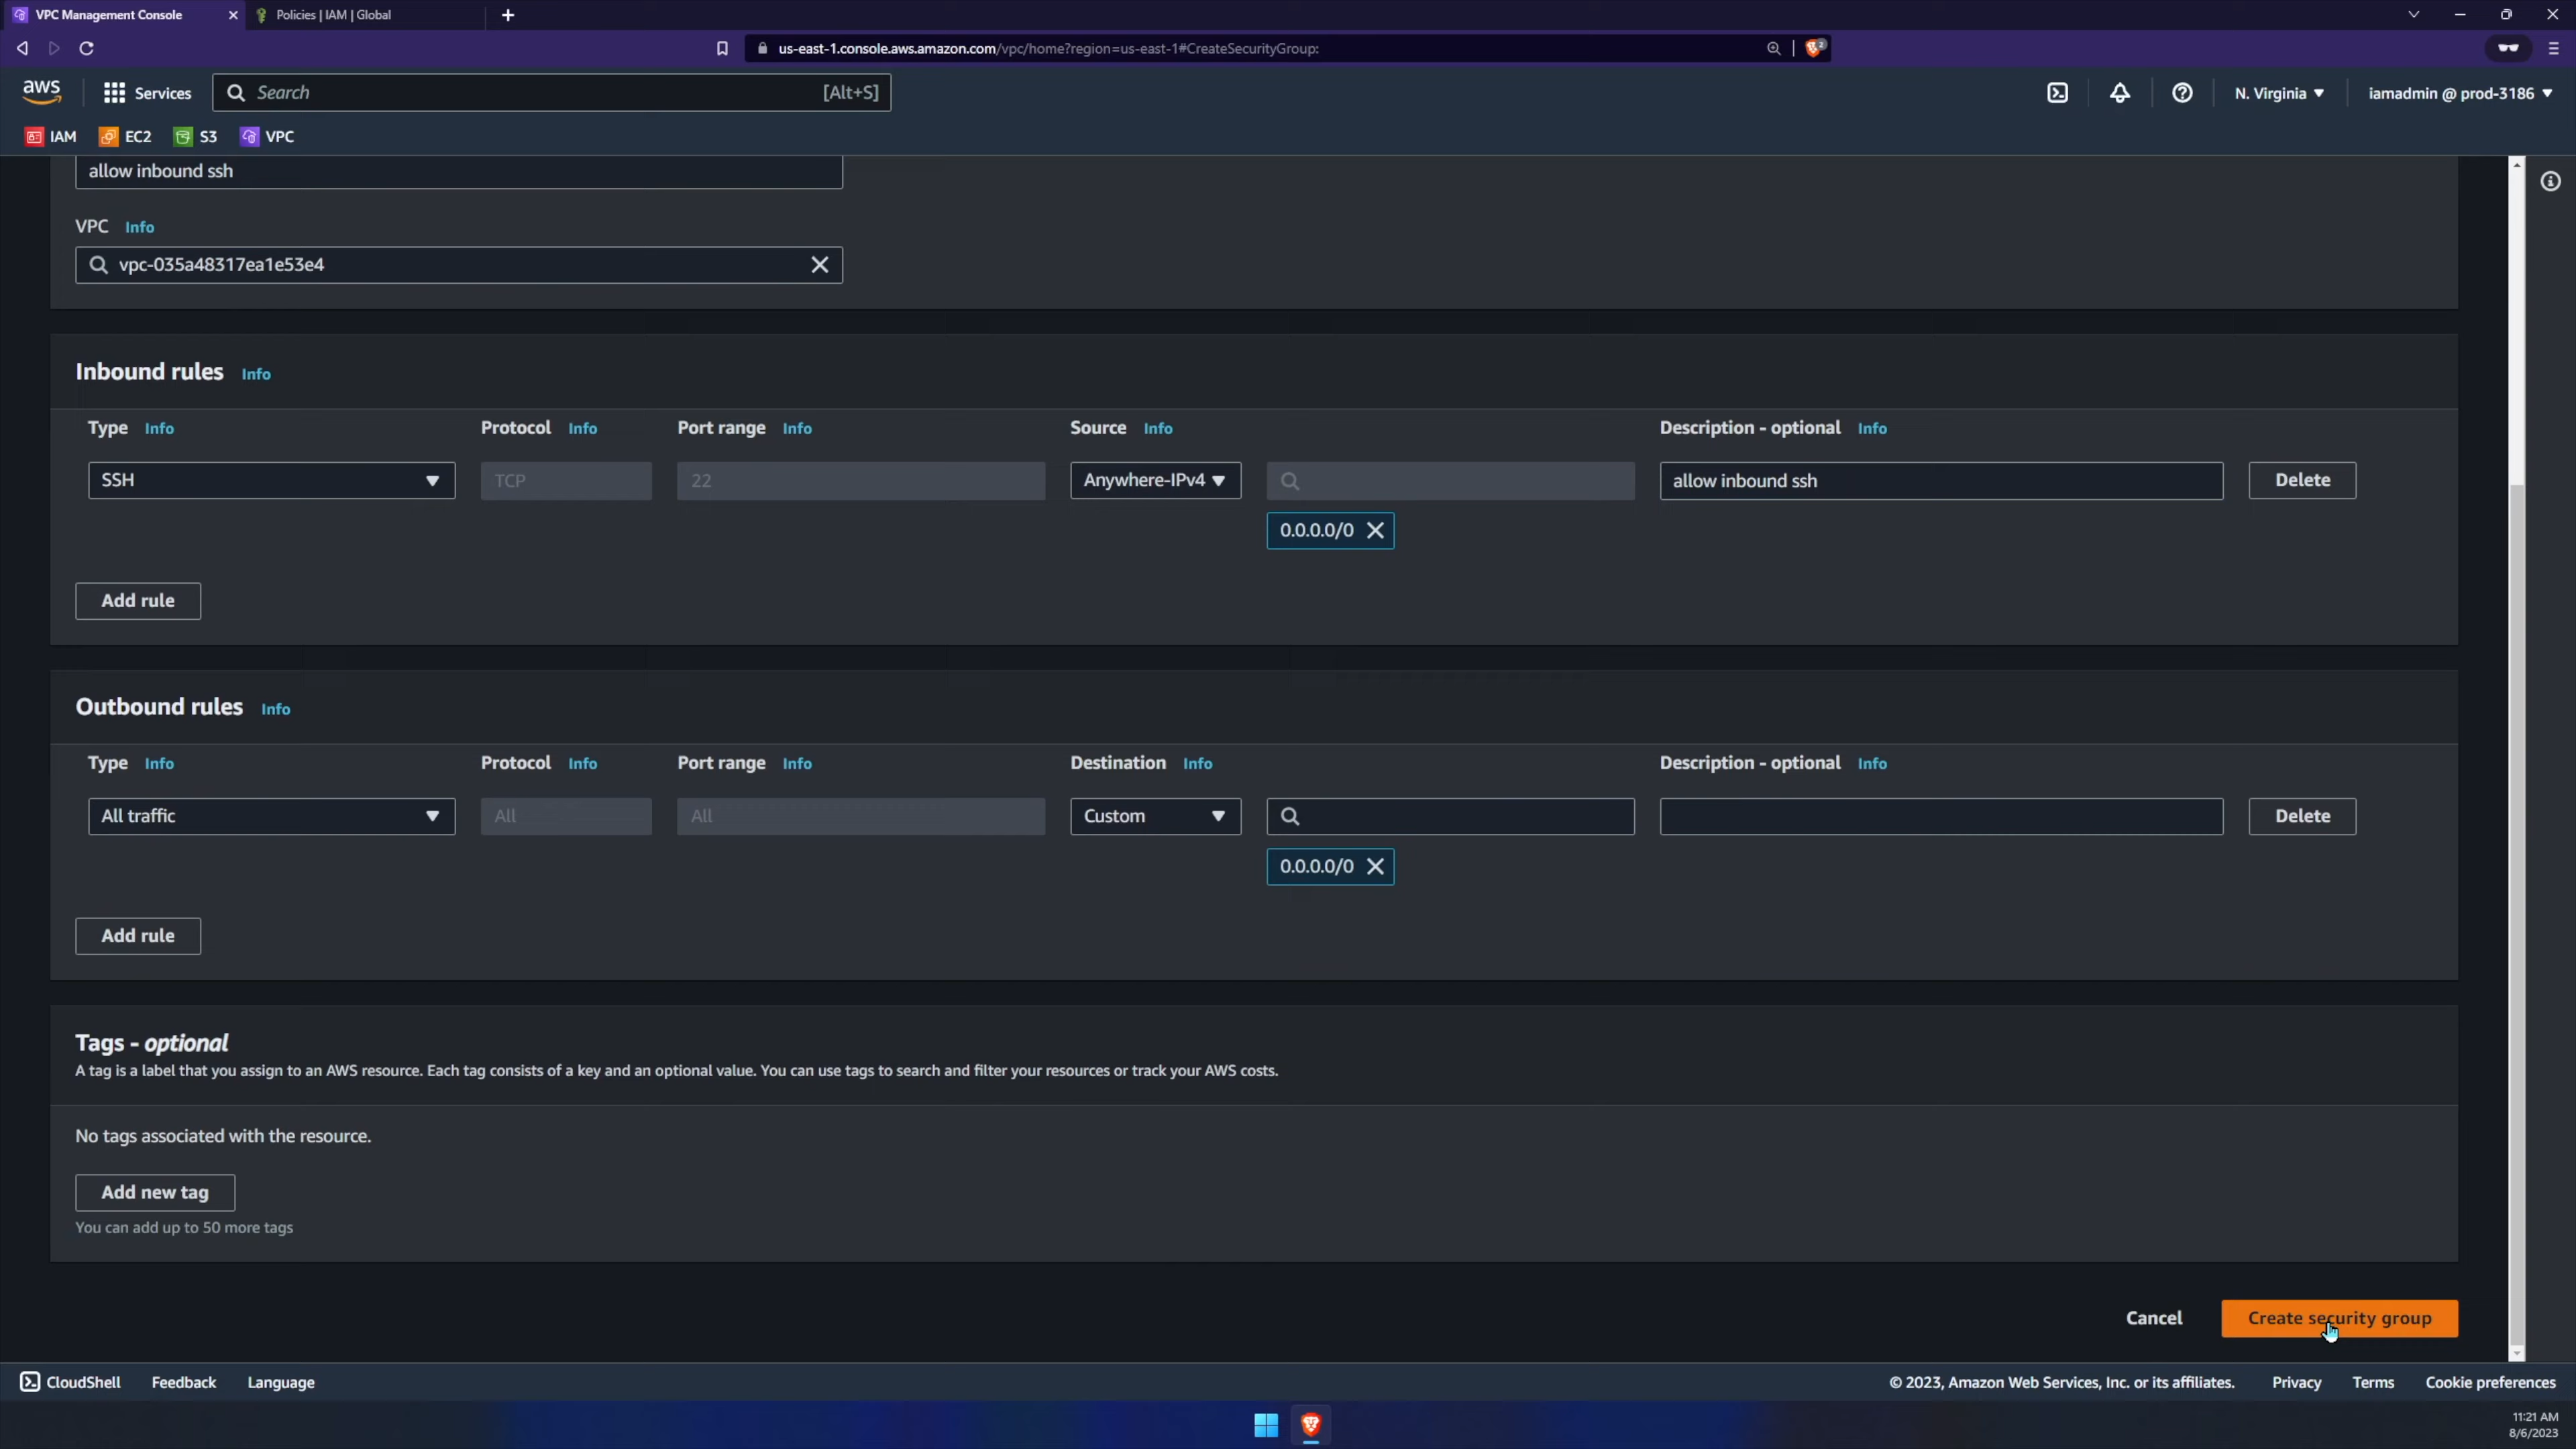 VPC Management Console
Policies | IAM | Global
us-east-1.console.aws.amazon.com/vpc/home?region=us-east-1#CreateSecurityGroup:
2
aws
Services
Search
[Alt+S]
N. Virginia
iamadmin @ prod-3186
IAM
EC2
S3
VPC
allow inbound ssh
VPC Info
vpc-035a48317ea1e53e4
Inbound rules Info
Type Info Protocol Info Port range Info Source Info Description - optional Info
SSH TCP 22 Anywhere-IPv4 allow inbound ssh Delete
0.0.0.0/0
Add rule
Outbound rules Info
Type Info Protocol Info Port range Info Destination Info Description - optional Info
All traffic All All Custom Delete
0.0.0.0/0
Add rule
Tags - optional
A tag is a label that you assign to an AWS resource. Each tag consists of a key and an optional value. You can use tags to search and filter your resources or track your AWS costs.
No tags associated with the resource.
Add new tag
You can add up to 50 more tags
Cancel Create security group
CloudShell Feedback Language © 2023, Amazon Web Services, Inc. or its affiliates. Privacy Terms Cookie preferences
11:21 AM
8/6/2023